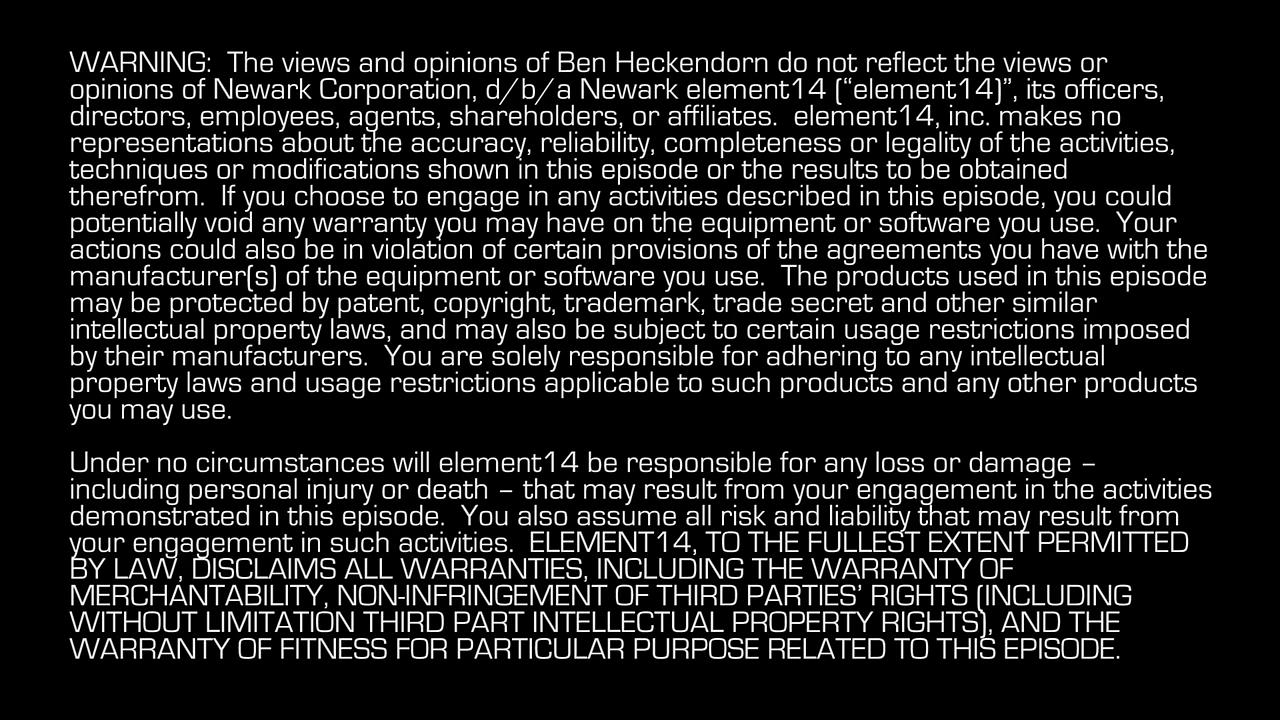 WARNING:  The views and opinions of Ben Heckendorn do not reflect the views or
opinions of Newark Corporation, d/b/a Newark element14 (“element14)”, its officers,
directors, employees, agents, shareholders, or affiliates.  element14, inc. makes no
representations about the accuracy, reliability, completeness or legality of the activities,
techniques or modifications shown in this episode or the results to be obtained
therefrom.  If you choose to engage in any activities described in this episode, you could
potentially void any warranty you may have on the equipment or software you use.  Your
actions could also be in violation of certain provisions of the agreements you have with the
manufacturer(s) of the equipment or software you use.  The products used in this episode
may be protected by patent, copyright, trademark, trade secret and other similar
intellectual property laws, and may also be subject to certain usage restrictions imposed
by their manufacturers.  You are solely responsible for adhering to any intellectual
property laws and usage restrictions applicable to such products and any other products
you may use.

Under no circumstances will element14 be responsible for any loss or damage –
including personal injury or death – that may result from your engagement in the activities
demonstrated in this episode.  You also assume all risk and liability that may result from
your engagement in such activities.  ELEMENT14, TO THE FULLEST EXTENT PERMITTED
BY LAW, DISCLAIMS ALL WARRANTIES, INCLUDING THE WARRANTY OF
MERCHANTABILITY, NON-INFRINGEMENT OF THIRD PARTIES’ RIGHTS (INCLUDING
WITHOUT LIMITATION THIRD PART INTELLECTUAL PROPERTY RIGHTS), AND THE
WARRANTY OF FITNESS FOR PARTICULAR PURPOSE RELATED TO THIS EPISODE.